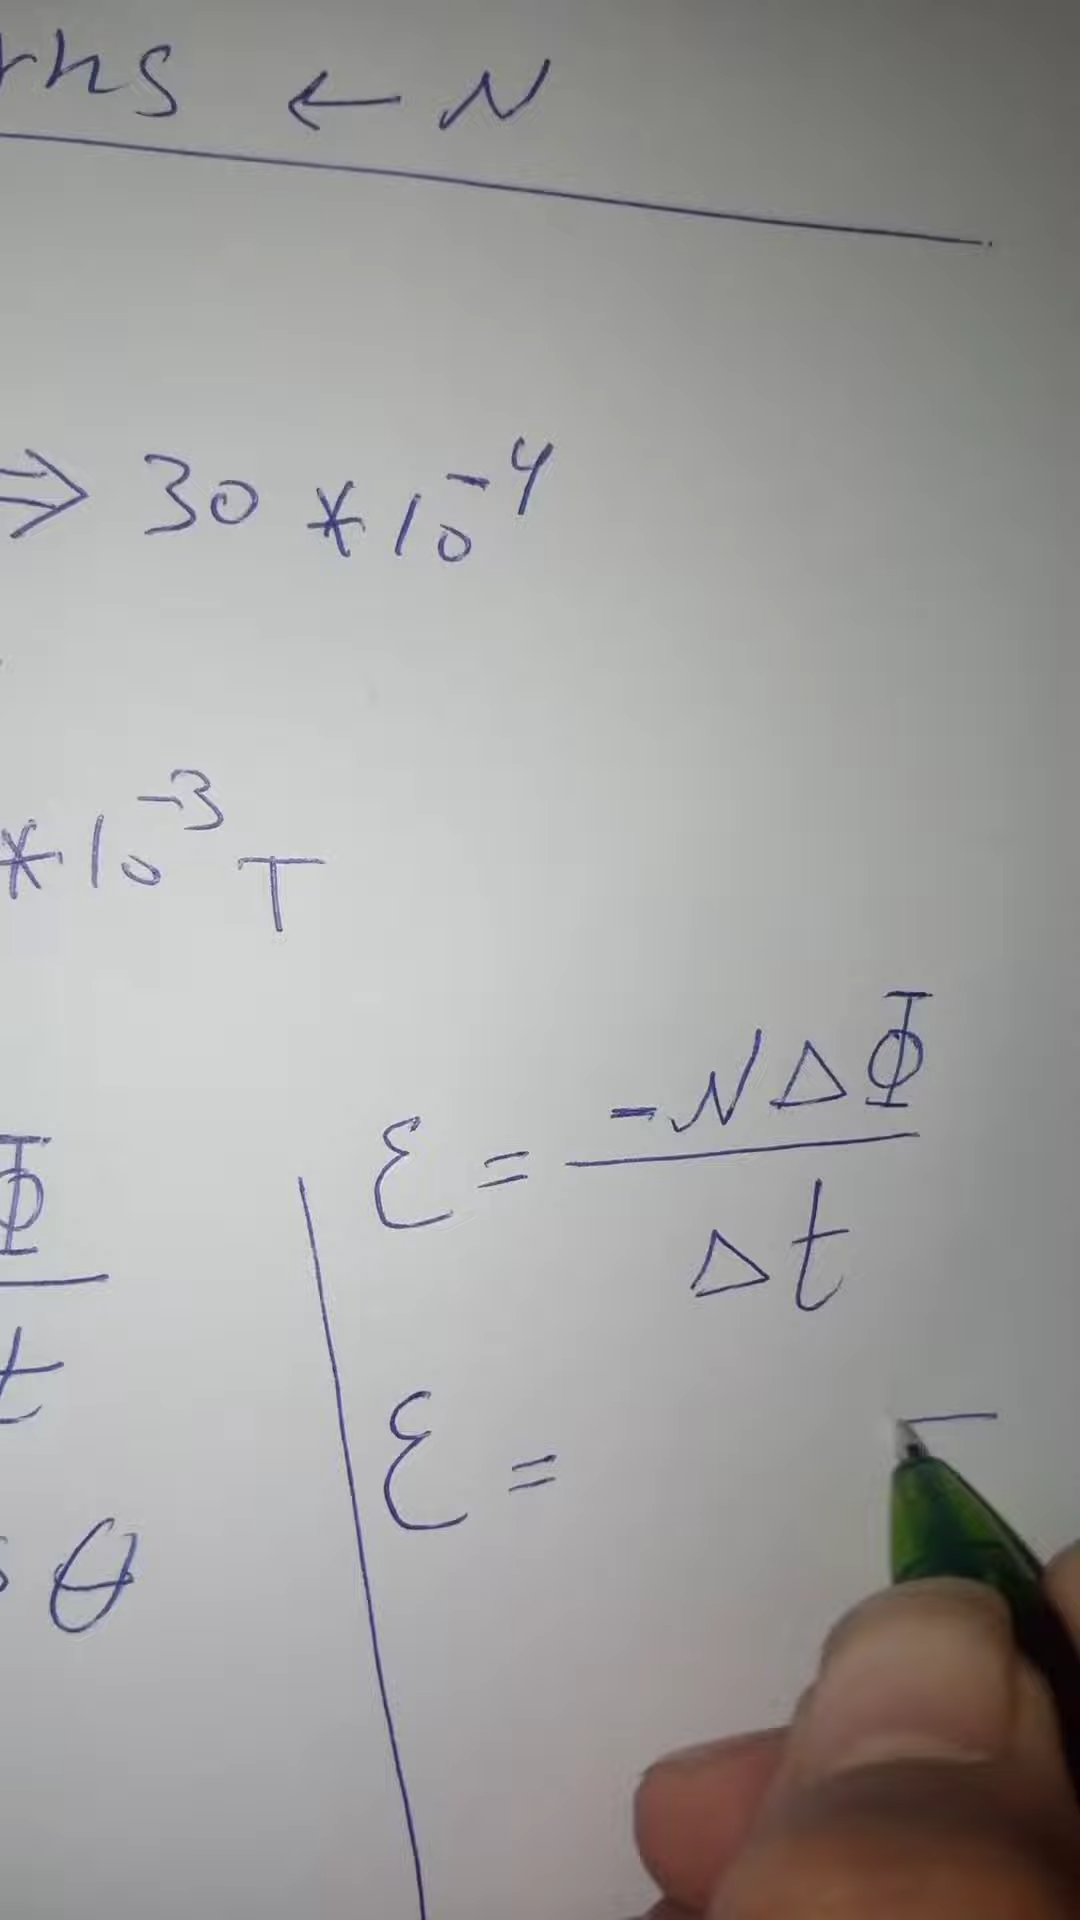 rns ← N
⇒ 30 * 10^-4
* 10^-3 T
Φ
t
θ
ε = -NΔΦ / Δt
ε =